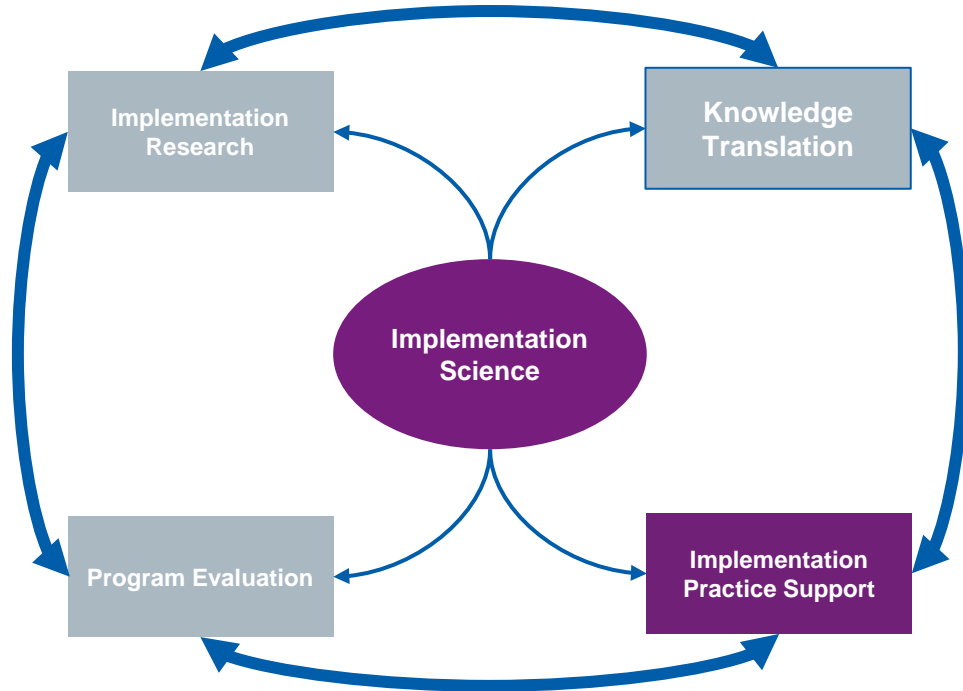 Implementation
Research
Knowledge
Translation
Implementation
Science
Program Evaluation
Implementation
Practice Support